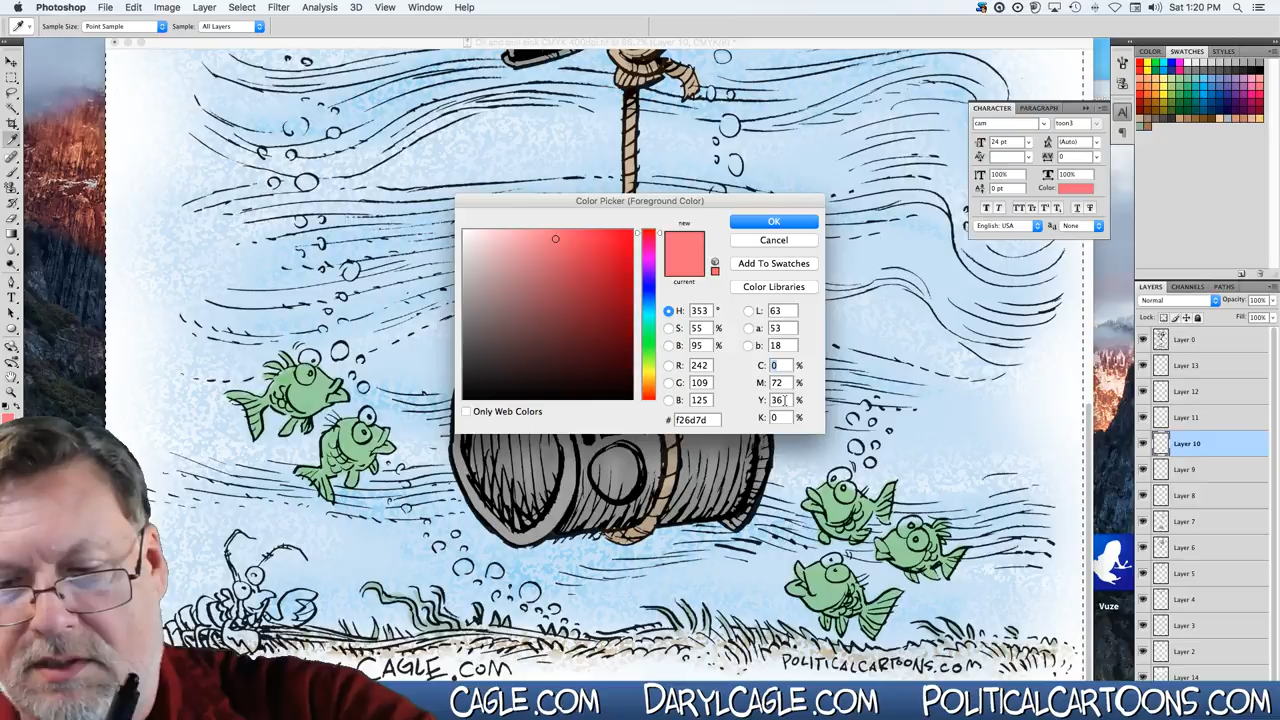 Photoshop File Edit Image Layer Select Filter Analysis 3D View Window Help
Sat 1:20 PM
Sample Size: Point Sample Sample: All Layers
COLOR SWATCHES STYLES
CHARACTER PARAGRAPH
cam toon3
24 pt (Auto)
0
100% 100%
0 pt Color:
English: USA None
Color Picker (Foreground Color)
new
current
OK
Cancel
Add To Swatches
Color Libraries
H: 353 ° L: 63
S: 55 % a: 53
B: 95 % b: 18
R: 242 C: 0 %
G: 109 M: 72 %
B: 125 Y: 36 %
# f26d7d K: 0 %
Only Web Colors
LAYERS CHANNELS PATHS
Normal Opacity: 100%
Lock: Fill: 100%
Layer 0
Layer 13
Layer 12
Layer 11
Layer 10
Layer 9
Layer 8
Layer 7
Layer 6
Layer 5
Layer 4
Layer 3
Layer 2
Layer 14
Vuze
CAGLE.COM
POLITICALCARTOONS.COM
CAGLE.COM DARYLCAGLE.COM POLITICALCARTOONS.COM